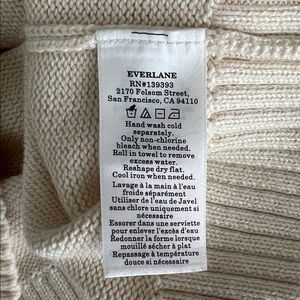 EVERLANE
RN#139393
2170 Folsom Street,
San Francisco, CA 94110
Hand wash cold
separately.
Only non-chlorine
bleach when needed.
Roll in towel to remove
excess water.
Reshape dry flat.
Cool iron when needed.
Lavage à la main à l'eau
froide séparément
Utiliser de l'eau de Javel
sans chlore uniquement si
nécessaire
Essorer dans une serviette
pour enlever l'excès d'eau
Redonner la forme lorsque
mouillé sécher à plat
Repassage à température
douce si nécessaire